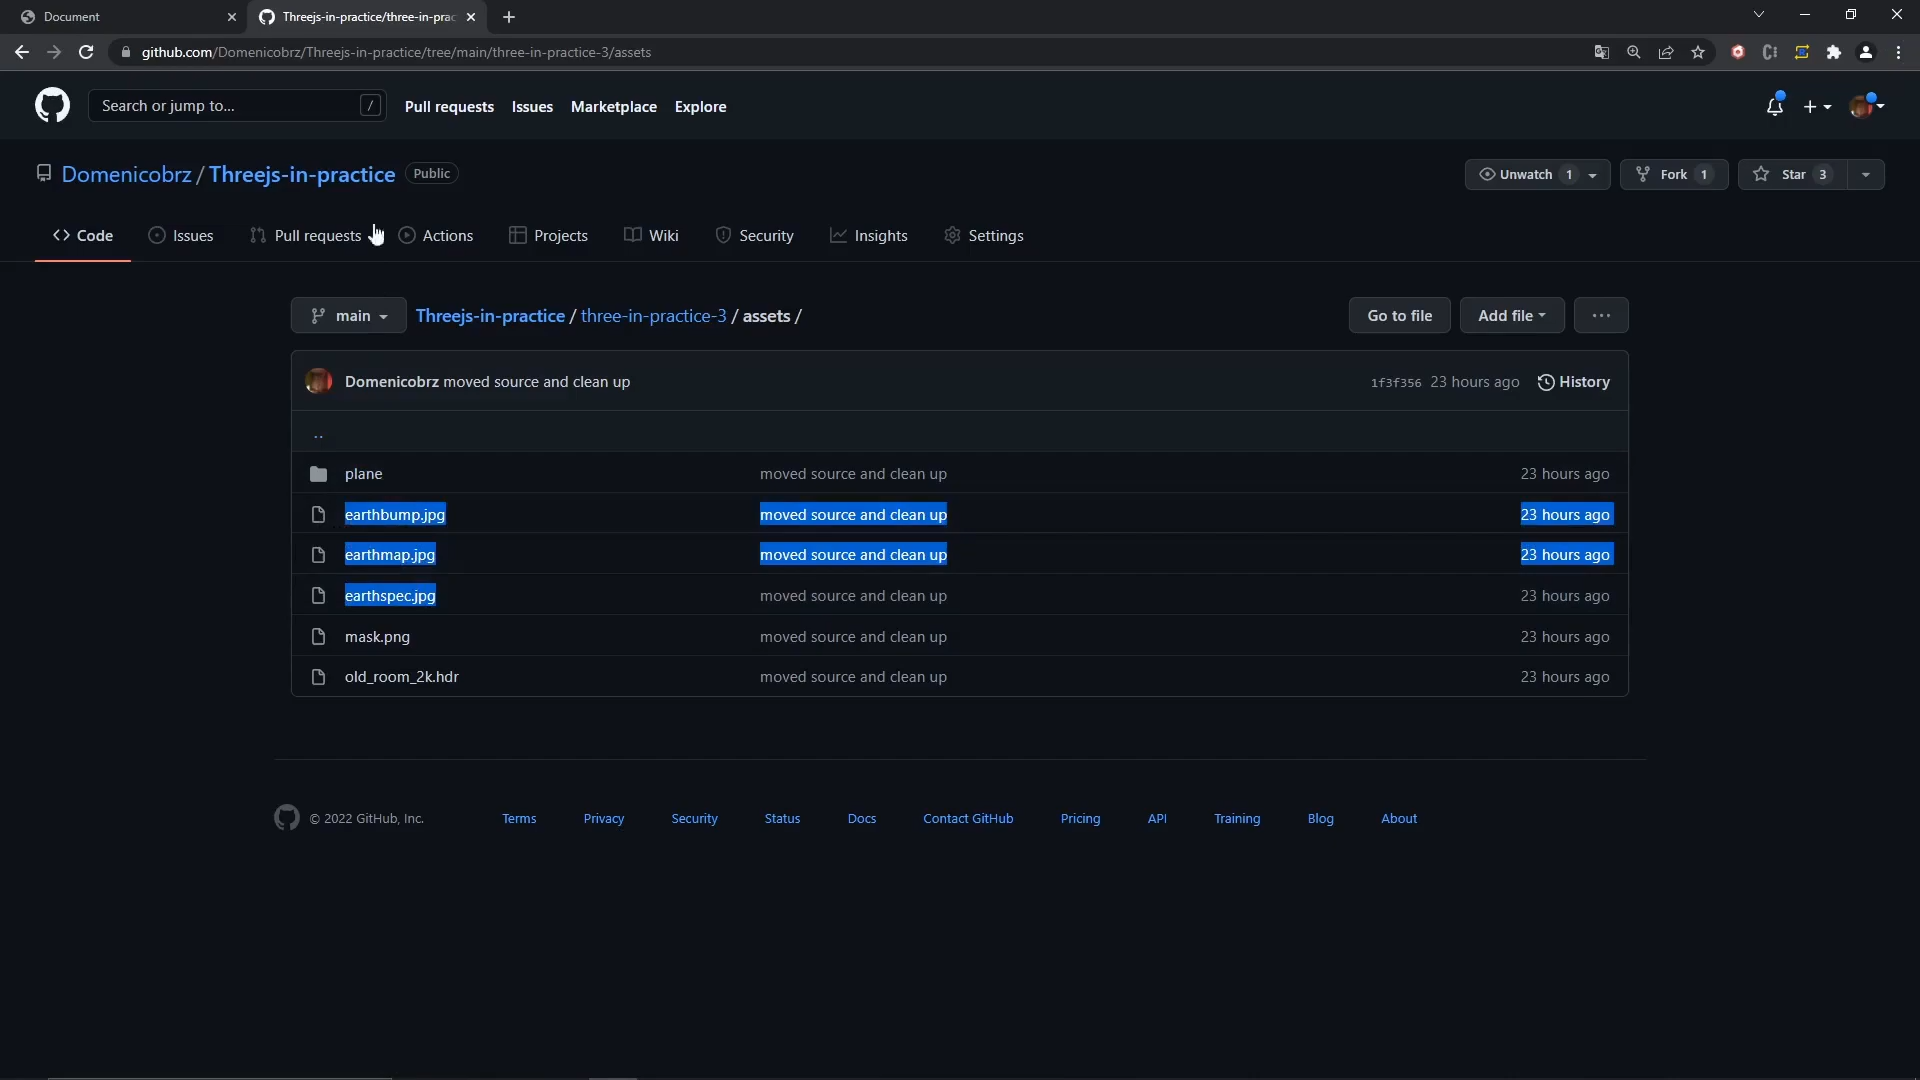 Document
Threejs-in-practice/three-in-prac
github.com/Domenicobrz/Threejs-in-practice/tree/main/three-in-practice-3/assets
Search or jump to... /
Pull requests Issues Marketplace Explore
Domenicobrz / Threejs-in-practice Public
Unwatch 1 Fork 1 Star 3
Code Issues Pull requests Actions Projects Wiki Security Insights Settings
main Threejs-in-practice / three-in-practice-3 / assets /
Go to file Add file ...
Domenicobrz moved source and clean up 1f3f356 23 hours ago History
..
plane moved source and clean up 23 hours ago
earthbump.jpg moved source and clean up 23 hours ago
earthmap.jpg moved source and clean up 23 hours ago
earthspec.jpg moved source and clean up 23 hours ago
mask.png moved source and clean up 23 hours ago
old_room_2k.hdr moved source and clean up 23 hours ago
© 2022 GitHub, Inc. Terms Privacy Security Status Docs Contact GitHub Pricing API Training Blog About